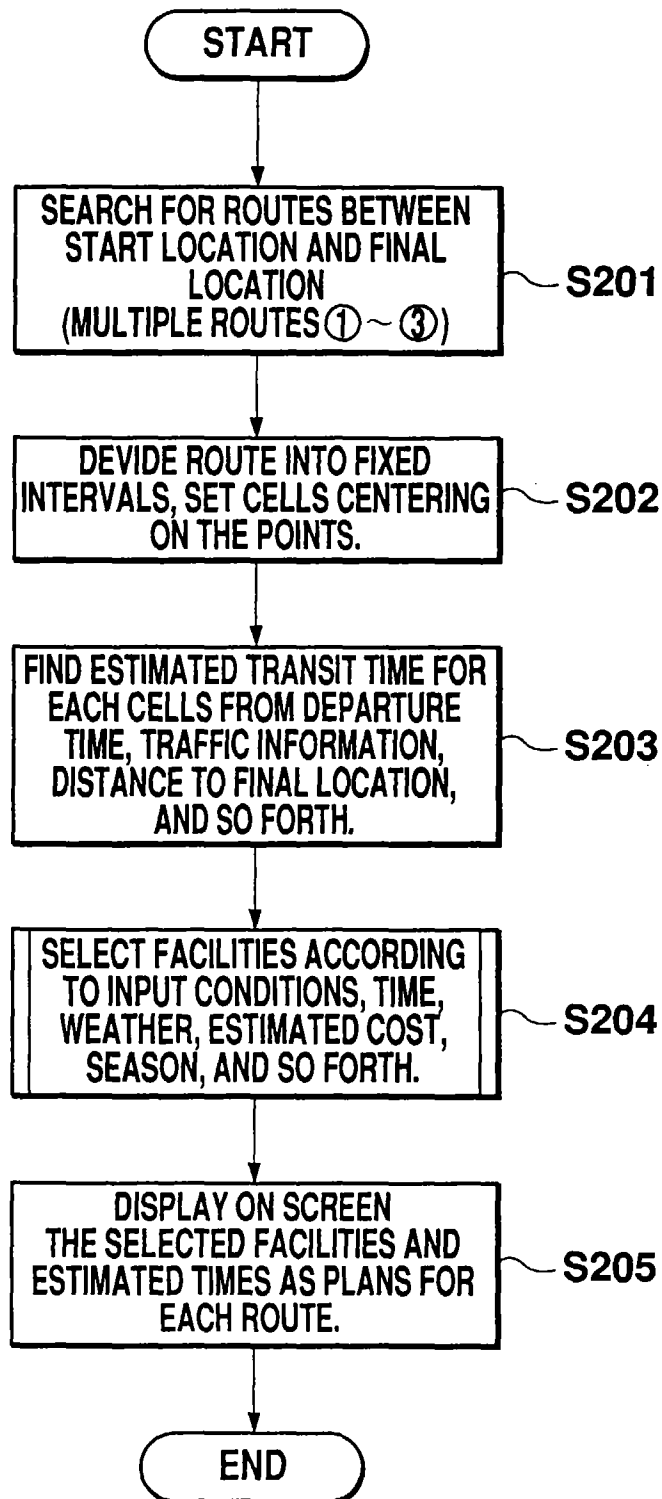 START
SEARCH FOR ROUTES BETWEEN
START LOCATION AND FINAL
LOCATION
(MULTIPLE ROUTES ① ~ ③)
S201
DEVIDE ROUTE INTO FIXED
INTERVALS, SET CELLS CENTERING
ON THE POINTS.
S202
FIND ESTIMATED TRANSIT TIME FOR
EACH CELLS FROM DEPARTURE
TIME, TRAFFIC INFORMATION,
DISTANCE TO FINAL LOCATION,
AND SO FORTH.
S203
SELECT FACILITIES ACCORDING
TO INPUT CONDITIONS, TIME,
WEATHER, ESTIMATED COST,
SEASON, AND SO FORTH.
S204
DISPLAY ON SCREEN
THE SELECTED FACILITIES AND
ESTIMATED TIMES AS PLANS FOR
EACH ROUTE.
S205
END